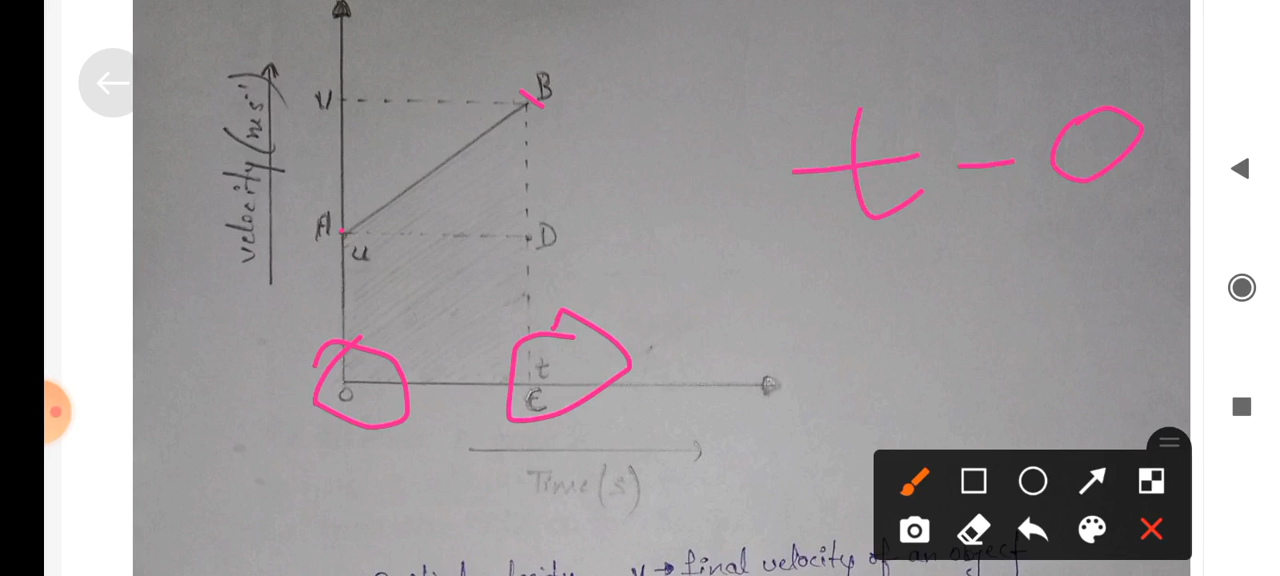 velocity (ms⁻¹)
v
B
t - 0
A
u
D
t
O
C
Time (s)
v → final velocity of an object